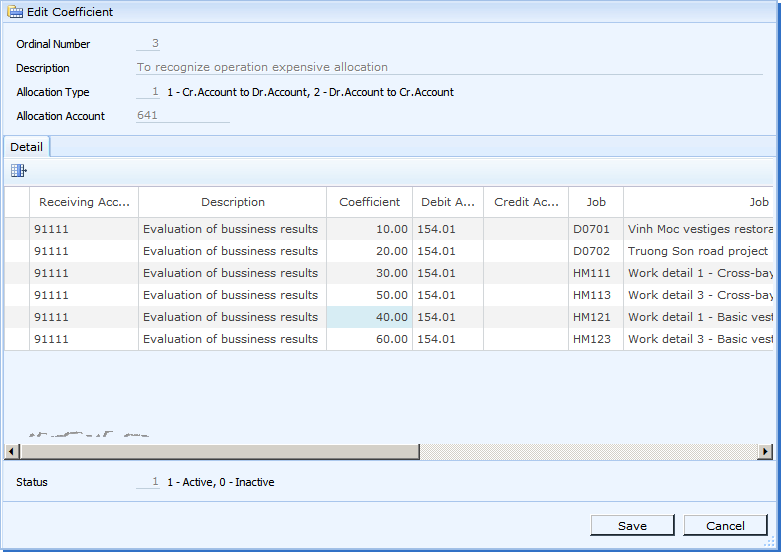 Edit Coefficient
Ordinal Number 3
Description To recognize operation expensive allocation
Allocation Type 1 1 - Cr.Account to Dr.Account, 2 - Dr.Account to Cr.Account
Allocation Account 641
Detail
Receiving Acc... Description Coefficient Debit A... Credit Ac... Job Job
91111 Evaluation of bussiness results 10.00 154.01 D0701 Vinh Moc vestiges restora
91111 Evaluation of bussiness results 20.00 154.01 D0702 Truong Son road project
91111 Evaluation of bussiness results 30.00 154.01 HM111 Work detail 1 - Cross-bay
91111 Evaluation of bussiness results 50.00 154.01 HM113 Work detail 3 - Cross-bay
91111 Evaluation of bussiness results 40.00 154.01 HM121 Work detail 1 - Basic vest
91111 Evaluation of bussiness results 60.00 154.01 HM123 Work detail 3 - Basic vest
Status 1 1 - Active, 0 - Inactive
Save Cancel